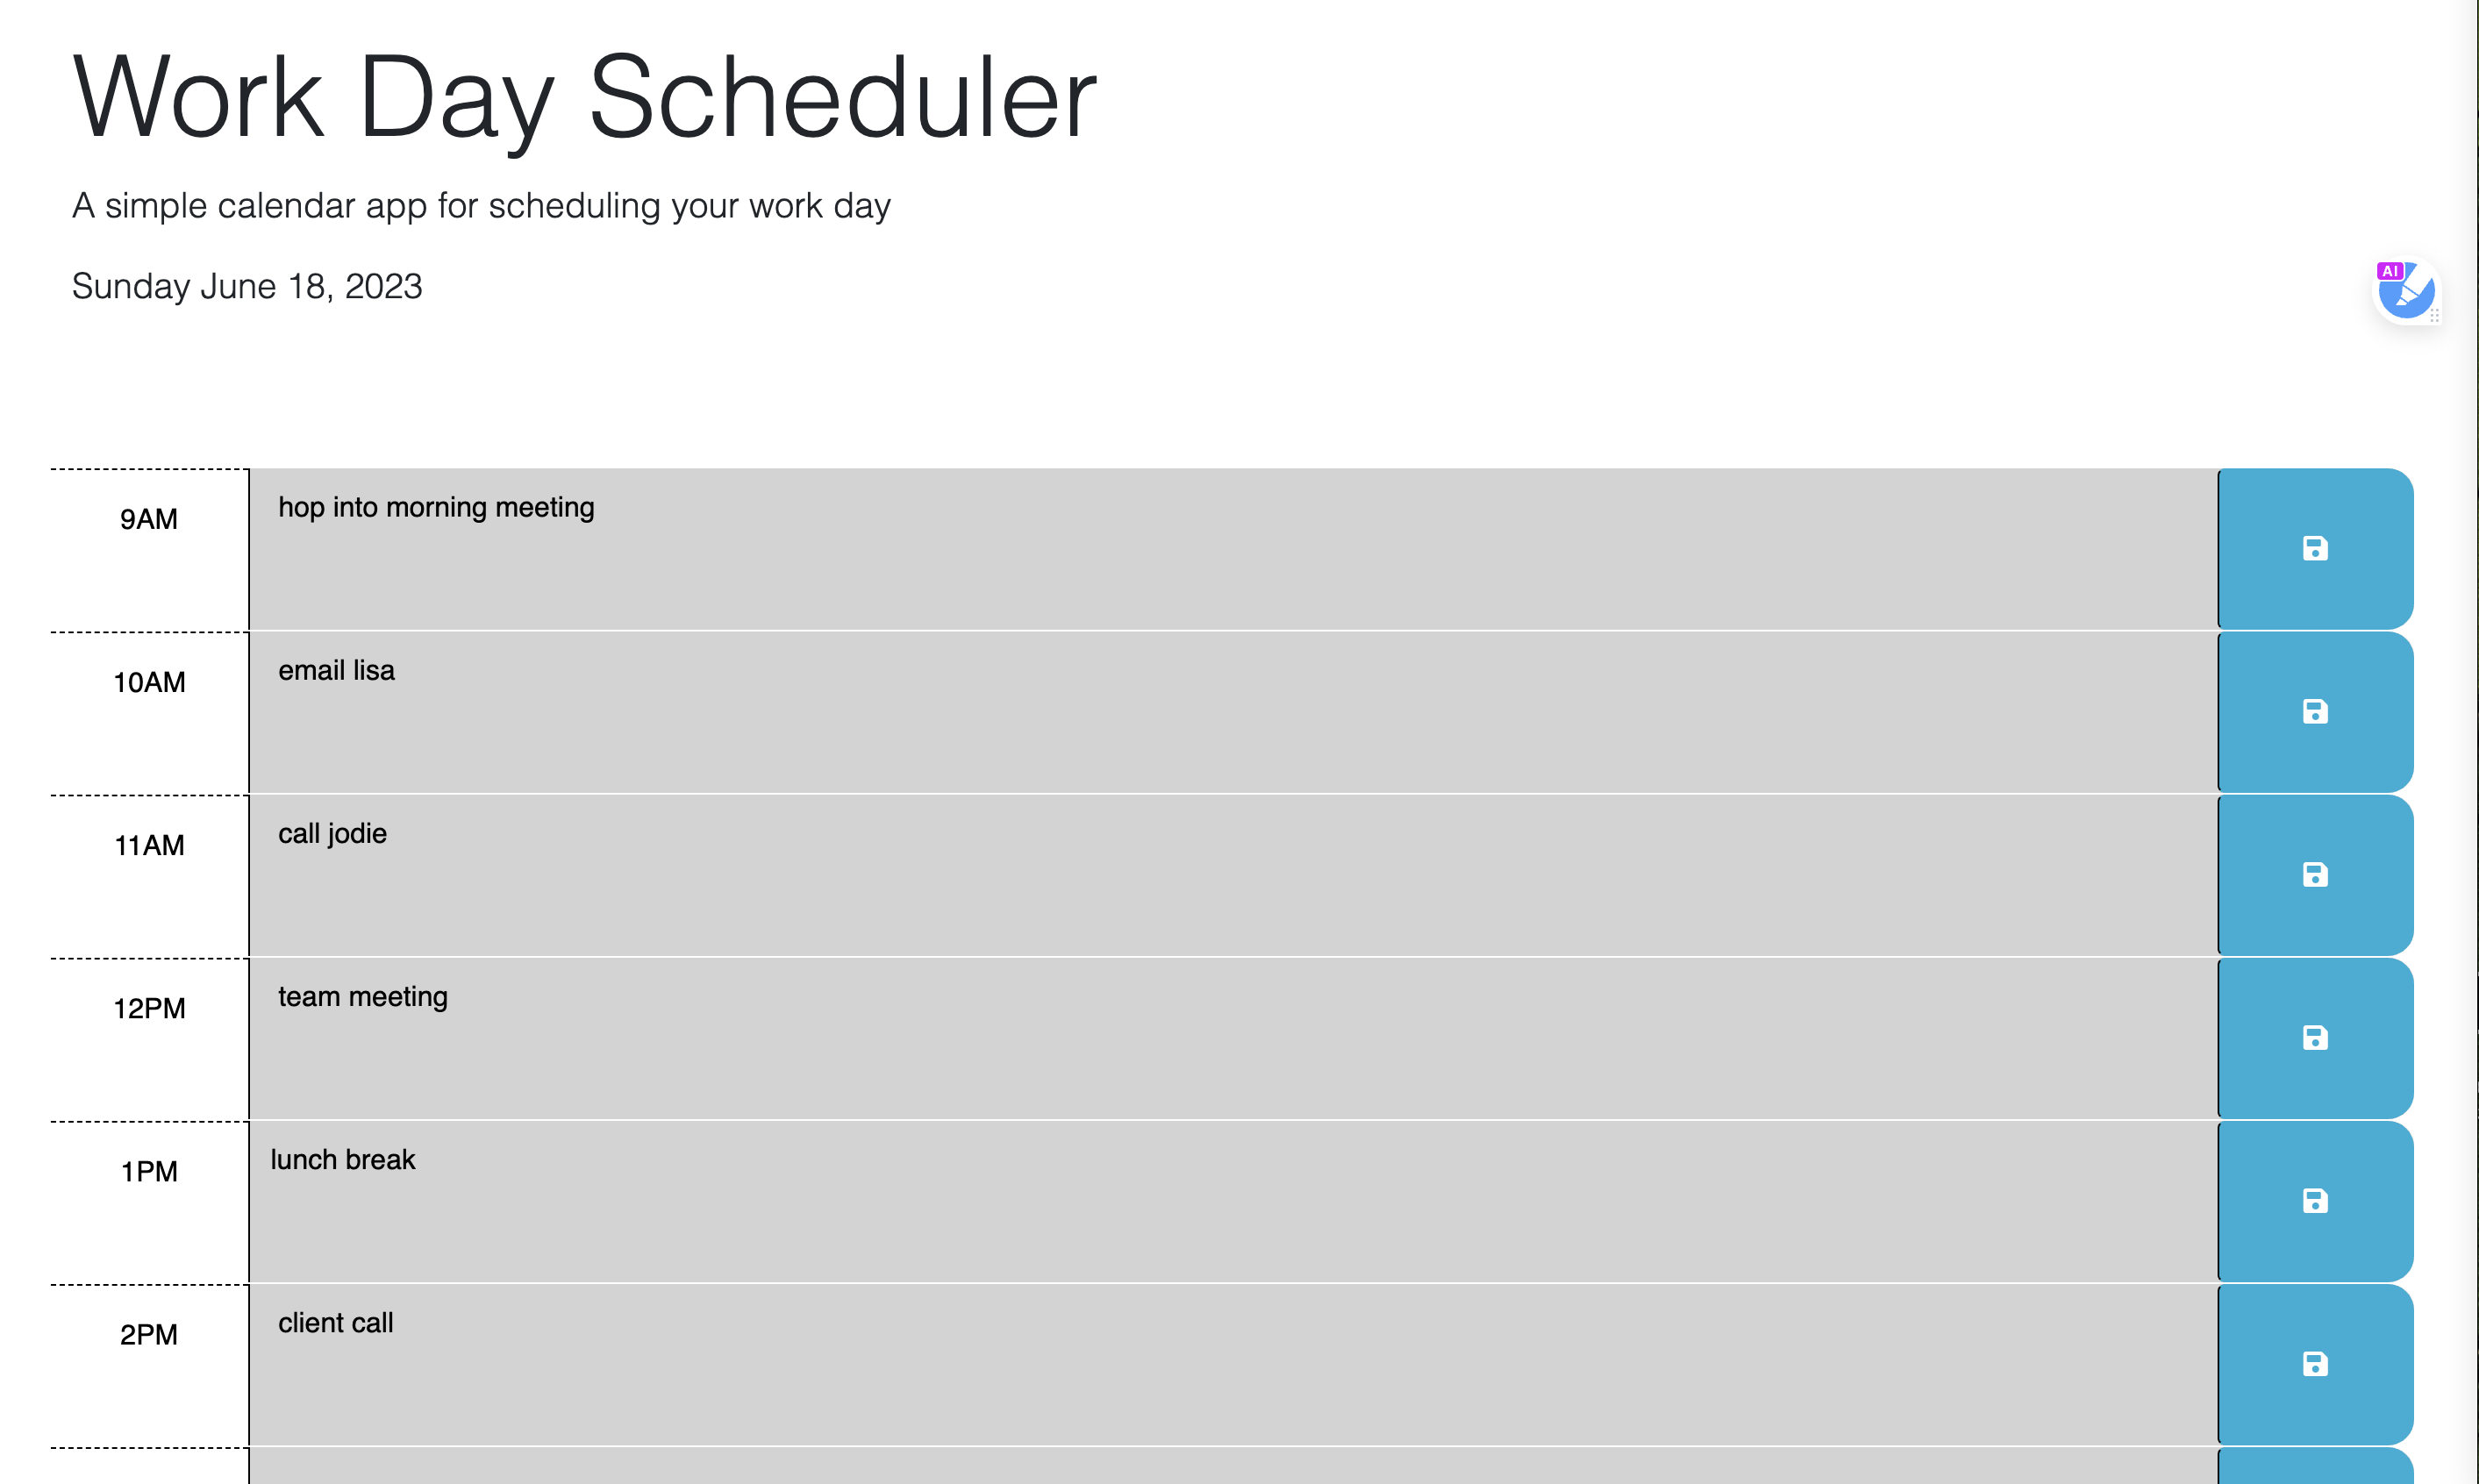 Work Day Scheduler
A simple calendar app for scheduling your work day
Sunday June 18, 2023
AI
9AM
hop into morning meeting
10AM
email lisa
11AM
call jodie
12PM
team meeting
1PM
lunch break
2PM
client call